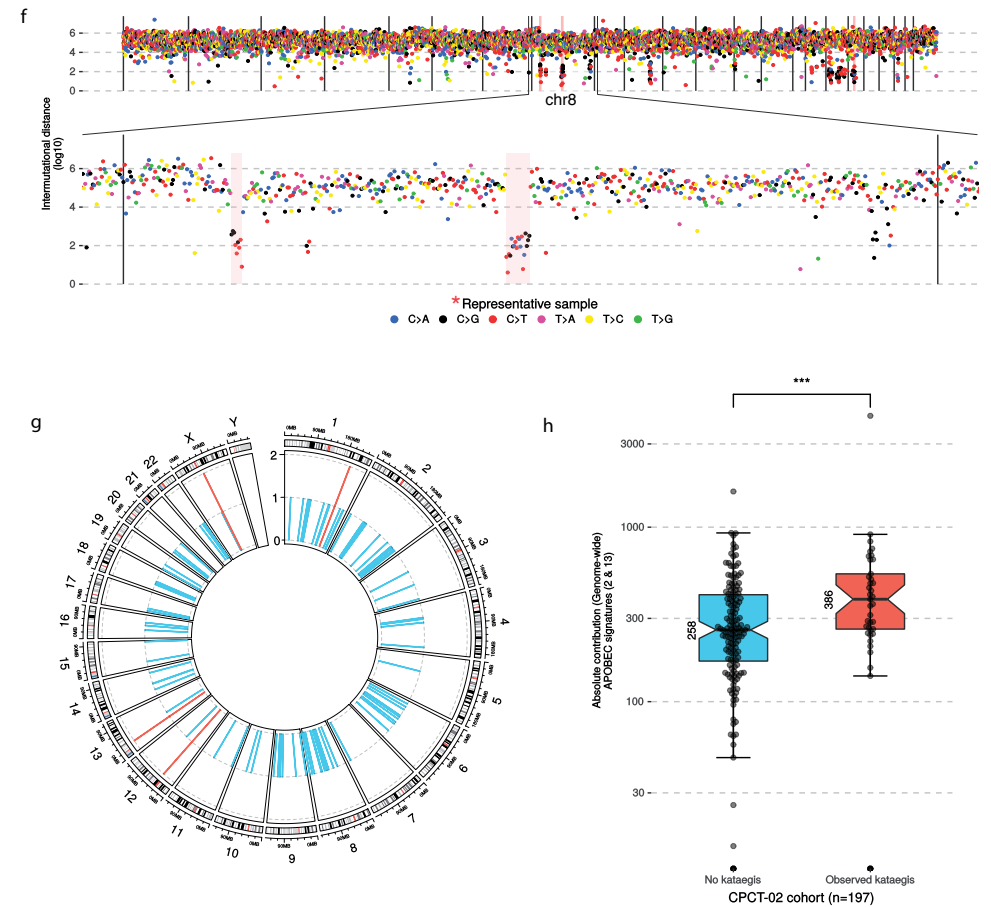 f
6
4
2
0
chr8
Intermutational distance
(log10)
6
4
2
0
* Representative sample
C>A C>G C>T T>A T>C T>G
g
1
2
3
4
5
6
7
8
9
10
11
12
13
14
15
16
17
18
19
20
21
22
X
Y
0MB
90MB
180MB
2
1
0
h
***
3000
1000
300
100
30
Absolute contribution (Genome-wide)
APOBEC signatures (2 & 13)
258
386
No kataegis
Observed kataegis
CPCT-02 cohort (n=197)